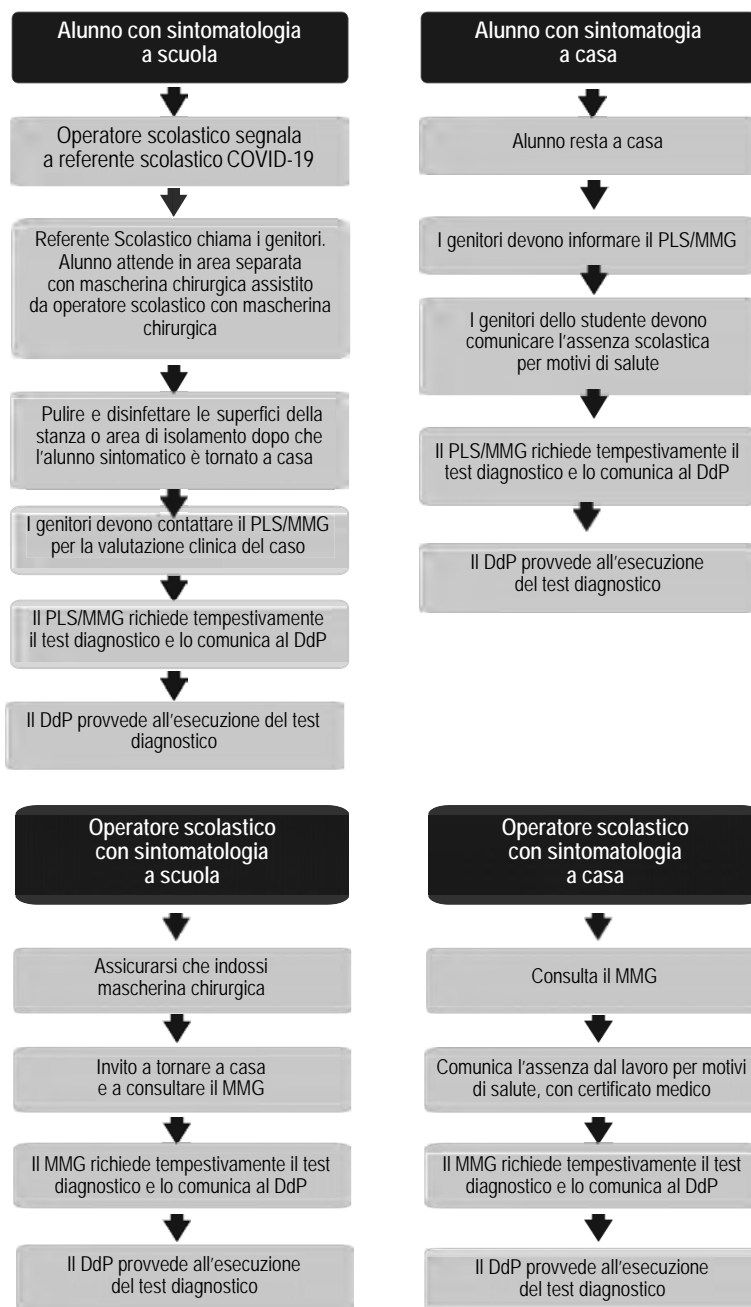 Alunno con sintomatologia
a scuola
Operatore scolastico segnala
a referente scolastico COVID-19
Referente Scolastico chiama i genitori.
Alunno attende in area separata
con mascherina chirurgica assistito
da operatore scolastico con mascherina
chirurgica
Pulire e disinfettare le superfici della
stanza o area di isolamento dopo che
l'alunno sintomatico è tornato a casa
I genitori devono contattare il PLS/MMG
per la valutazione clinica del caso
Il PLS/MMG richiede tempestivamente
il test diagnostico e lo comunica al DdP
Il DdP provvede all'esecuzione del test
diagnostico
Alunno con sintomatogia
a casa
Alunno resta a casa
I genitori devono informare il PLS/MMG
I genitori dello studente devono
comunicare l'assenza scolastica
per motivi di salute
Il PLS/MMG richiede tempestivamente il
test diagnostico e lo comunica al DdP
Il DdP provvede all'esecuzione
del test diagnostico
Operatore scolastico
con sintomatologia
a scuola
Assicurarsi che indossi
mascherina chirurgica
Invito a tornare a casa
e a consultare il MMG
Il MMG richiede tempestivamente il test
diagnostico e lo comunica al DdP
Il DdP provvede all'esecuzione
del test diagnostico
Operatore scolastico
con sintomatologia
a casa
Consulta il MMG
Comunica l'assenza dal lavoro per motivi
di salute, con certificato medico
Il MMG richiede tempestivamente il test
diagnostico e lo comunica al DdP
Il DdP provvede all'esecuzione
del test diagnostico